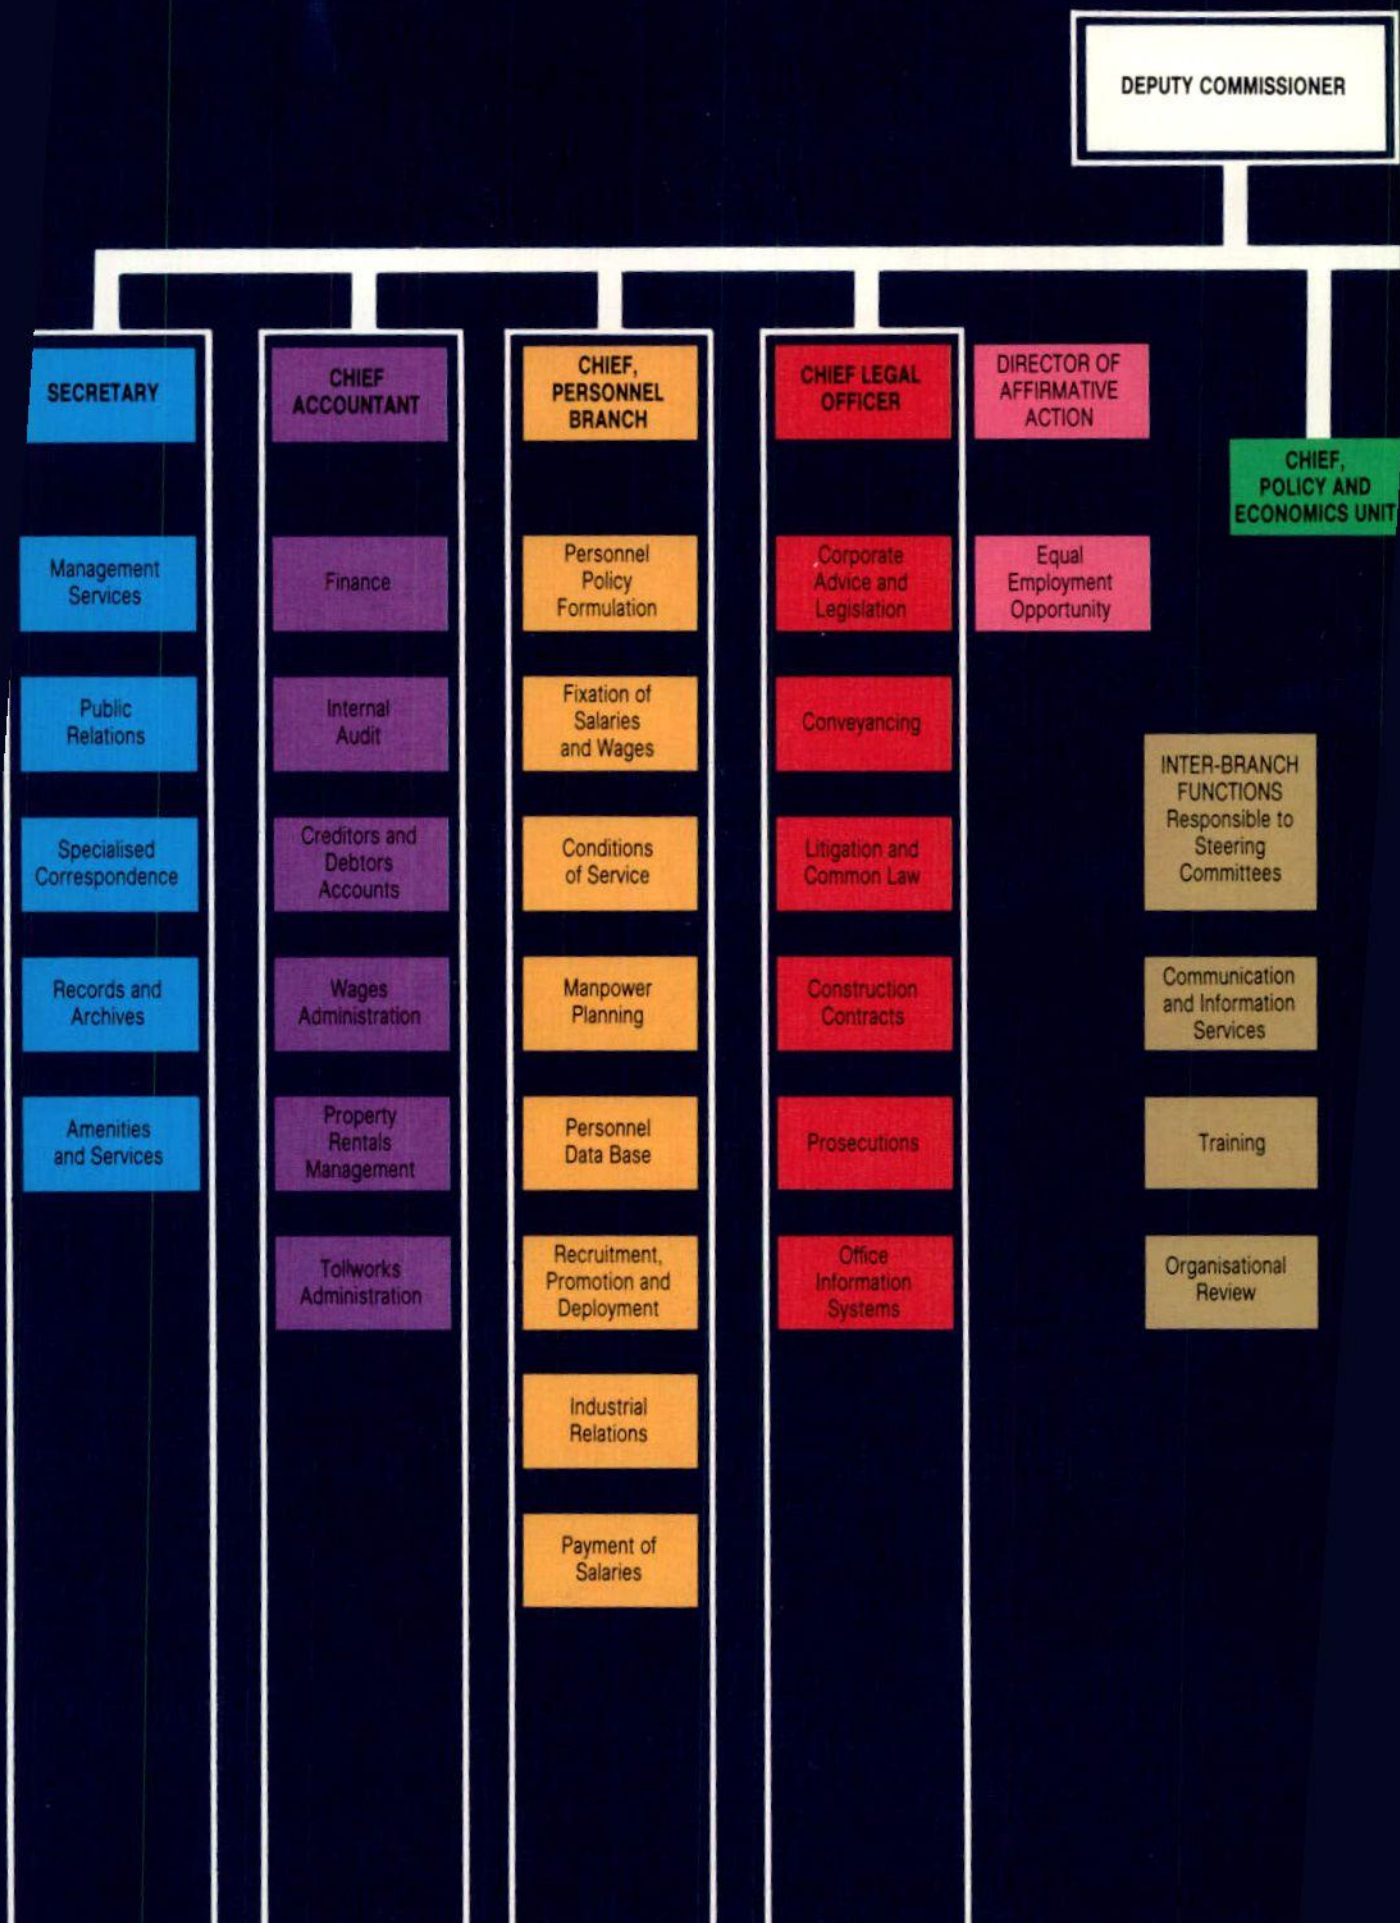 DEPUTY COMMISSIONER
SECRETARY
Management
Services
Public
Relations
Specialised
Correspondence
Records and
Archives
Amenities
and Services
CHIEF
ACCOUNTANT
Finance
Internal
Audit
Creditors and
Debtors
Accounts
Wages
Administration
Property
Rentals
Management
Tollworks
Administration
CHIEF,
PERSONNEL
BRANCH
Personnel
Policy
Formulation
Fixation of
Salaries
and Wages
Conditions
of Service
Manpower
Planning
Personnel
Data Base
Recruitment,
Promotion and
Deployment
Industrial
Relations
Payment of
Salaries
CHIEF LEGAL
OFFICER
Corporate
Advice and
Legislation
Conveyancing
Litigation and
Common Law
Construction
Contracts
Prosecutions
Office
Information
Systems
DIRECTOR OF
AFFIRMATIVE
ACTION
Equal
Employment
Opportunity
CHIEF,
POLICY AND
ECONOMICS UNIT
INTER-BRANCH
FUNCTIONS
Responsible to
Steering
Committees
Communication
and Information
Services
Training
Organisational
Review